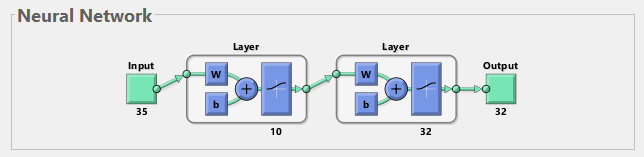 Neural Network
Layer Layer
Input W b + W b + Output
35 10 32 32